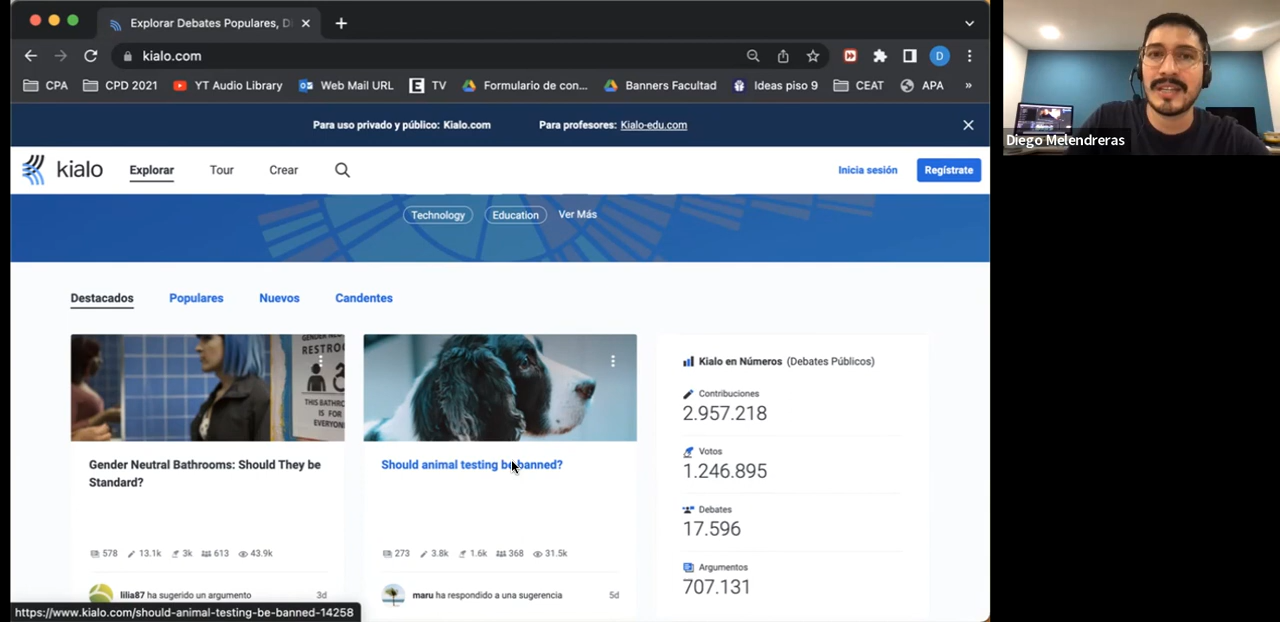 Explorar Debates Populares, D
kialo.com
CPA
CPD 2021
YT Audio Library
Web Mail URL
TV
Formulario de con...
Banners Facultad
Ideas piso 9
CEAT
APA
»
Para uso privado y público: Kialo.com
Para profesores: Kialo-edu.com
kialo
Explorar
Tour
Crear
Inicia sesión
Regístrate
Technology
Education
Ver Más
Destacados
Populares
Nuevos
Candentes
RESTRO
THIS BATHRO
IS FOR
EVERYONE
Gender Neutral Bathrooms: Should They be
Standard?
578
13.1k
3k
613
43.9k
lilia87 ha sugerido un argumento
3d
Should animal testing be banned?
273
3.8k
1.6k
368
31.5k
maru ha respondido a una sugerencia
5d
Kialo en Números (Debates Públicos)
Contribuciones
2.957.218
Votos
1.246.895
Debates
17.596
Argumentos
707.131
https://www.kialo.com/should-animal-testing-be-banned-14258
Diego Melendreras
D